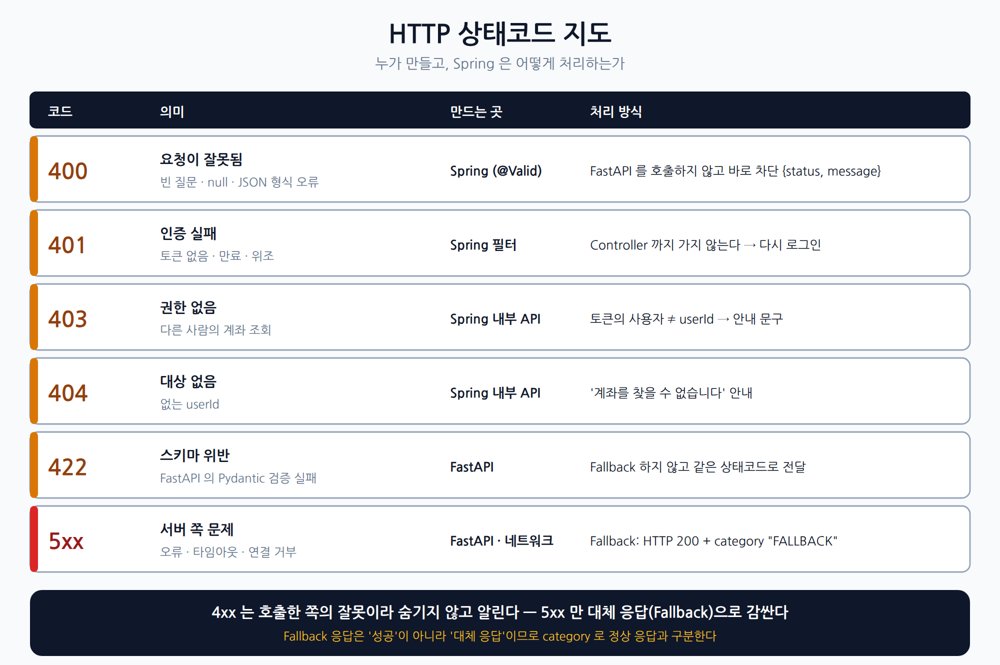 HTTP 상태코드 지도
누가 만들고, Spring 은 어떻게 처리하는가
코드 의미 만드는 곳 처리 방식
400
요청이 잘못됨
빈 질문 · null · JSON 형식 오류
Spring (@Valid)
FastAPI 를 호출하지 않고 바로 차단 {status, message}
401
인증 실패
토큰 없음 · 만료 · 위조
Spring 필터
Controller 까지 가지 않는다 → 다시 로그인
403
권한 없음
다른 사람의 계좌 조회
Spring 내부 API
토큰의 사용자 ≠ userId → 안내 문구
404
대상 없음
없는 userId
Spring 내부 API
'계좌를 찾을 수 없습니다' 안내
422
스키마 위반
FastAPI 의 Pydantic 검증 실패
FastAPI
Fallback 하지 않고 같은 상태코드로 전달
5xx
서버 쪽 문제
오류 · 타임아웃 · 연결 거부
FastAPI · 네트워크
Fallback: HTTP 200 + category "FALLBACK"
4xx 는 호출한 쪽의 잘못이라 숨기지 않고 알린다 — 5xx 만 대체 응답(Fallback)으로 감싼다
Fallback 응답은 '성공'이 아니라 '대체 응답'이므로 category 로 정상 응답과 구분한다